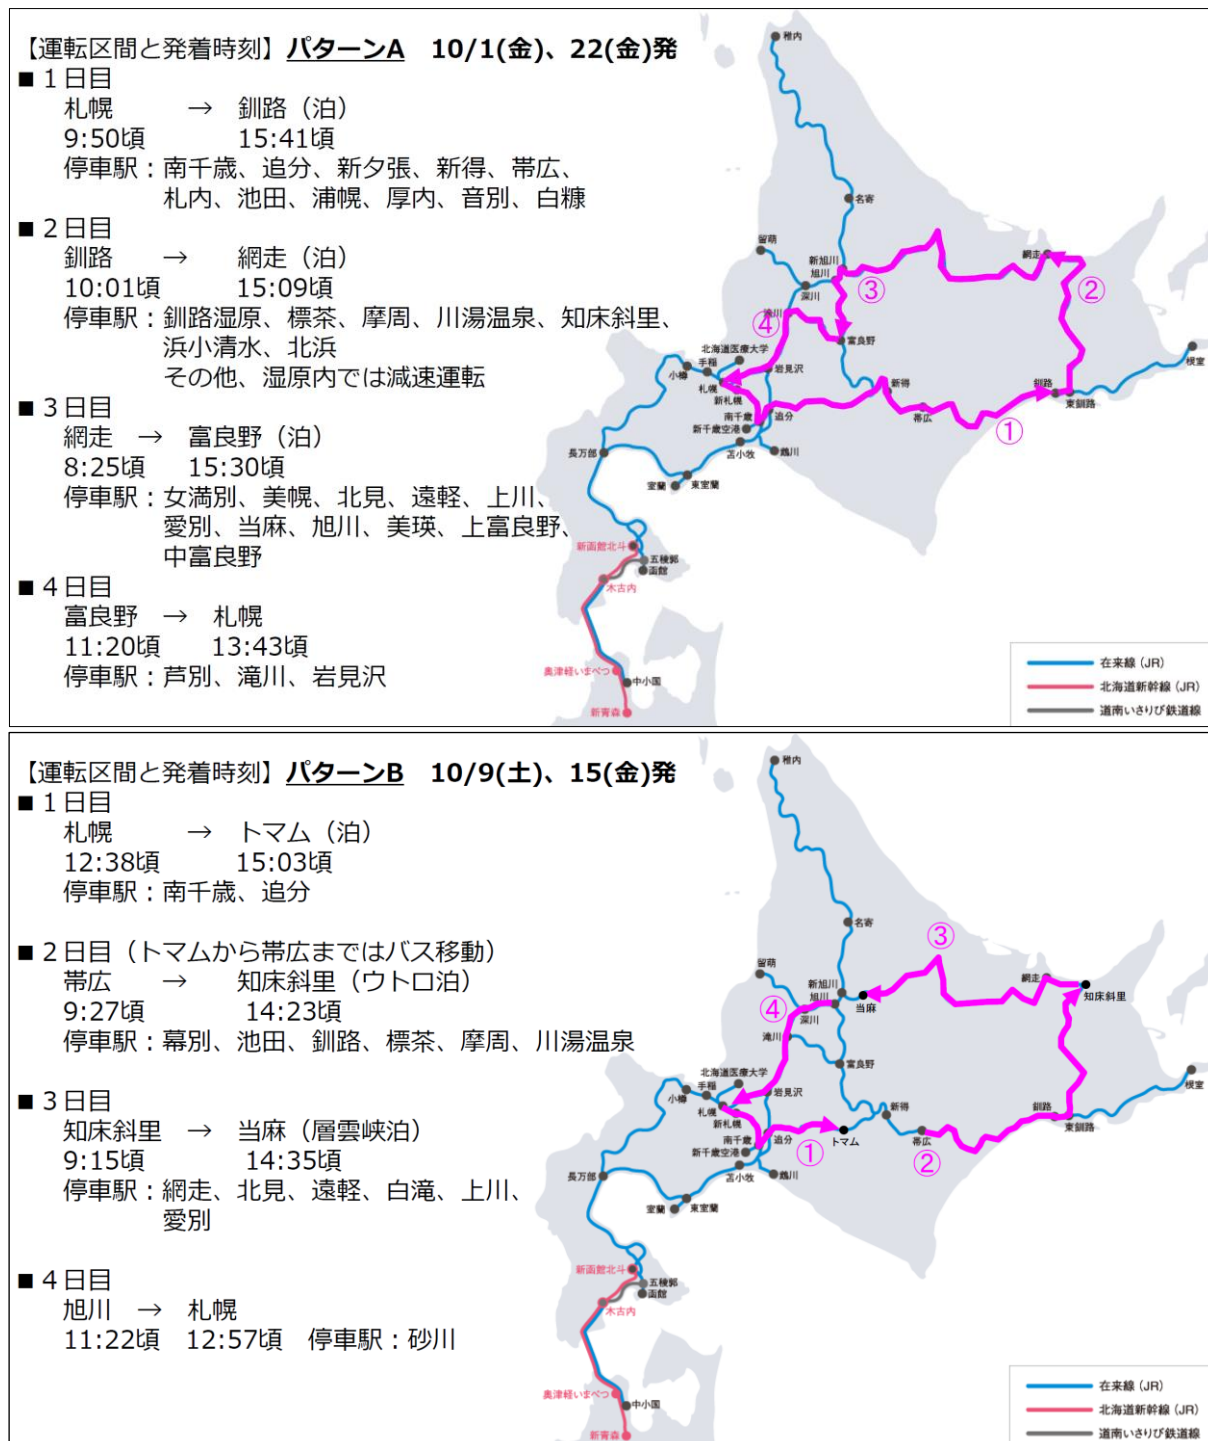 【運転区間と発着時刻】パターンA　10/1(金)、22(金)発
■１日目
札幌　→　釧路（泊）
9:50頃　15:41頃
停車駅：南千歳、追分、新夕張、新得、帯広、
札内、池田、浦幌、厚内、音別、白糠
■２日目
釧路　→　網走（泊）
10:01頃　15:09頃
停車駅：釧路湿原、標茶、摩周、川湯温泉、知床斜里、
浜小清水、北浜
その他、湿原内では減速運転
■３日目
網走　→　富良野（泊）
8:25頃　15:30頃
停車駅：女満別、美幌、北見、遠軽、上川、
愛別、当麻、旭川、美瑛、上富良野、
中富良野
■４日目
富良野　→　札幌
11:20頃　13:43頃
停車駅：芦別、滝川、岩見沢
稚内
名寄
留萌
新旭川
旭川
深川
滝川
③
網走
②
④
北海道医療大学
手稲
小樽
札幌
新札幌
岩見沢
富良野
新得
根室
釧路
東釧路
帯広
①
南千歳
追分
新千歳空港
苫小牧
鵡川
長万部
室蘭
東室蘭
新函館北斗
五稜郭
函館
木古内
奥津軽いまべつ
中小国
新青森
在来線（JR）
北海道新幹線（JR）
道南いさりび鉄道線
【運転区間と発着時刻】パターンB　10/9(土)、15(金)発
■１日目
札幌　→　トマム（泊）
12:38頃　15:03頃
停車駅：南千歳、追分
■２日目（トマムから帯広まではバス移動）
帯広　→　知床斜里（ウトロ泊）
9:27頃　14:23頃
停車駅：幕別、池田、釧路、標茶、摩周、川湯温泉
■３日目
知床斜里　→　当麻（層雲峡泊）
9:15頃　14:35頃
停車駅：網走、北見、遠軽、白滝、上川、
愛別
■４日目
旭川　→　札幌
11:22頃　12:57頃　停車駅：砂川
稚内
名寄
③
留萌
新旭川
旭川
当麻
網走
知床斜里
④
深川
滝川
北海道医療大学
手稲
小樽
札幌
新札幌
岩見沢
富良野
新得
根室
釧路
東釧路
帯広
②
トマム
①
南千歳
追分
新千歳空港
苫小牧
鵡川
長万部
室蘭
東室蘭
新函館北斗
五稜郭
函館
木古内
奥津軽いまべつ
中小国
新青森
在来線（JR）
北海道新幹線（JR）
道南いさりび鉄道線